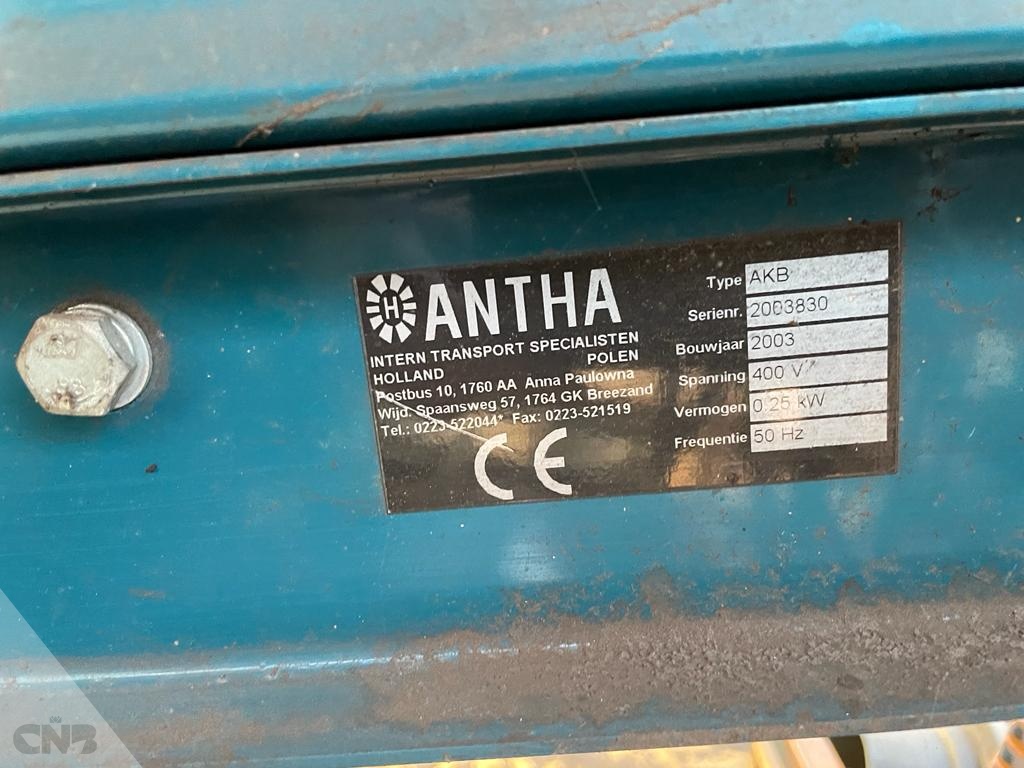 H ANTHA
INTERN TRANSPORT SPECIALISTEN
HOLLAND POLEN
Postbus 10, 1760 AA Anna Paulowna
Wijd. Spaansweg 57, 1764 GK Breezand
Tel.: 0223-522044* Fax: 0223-521519
CE
Type AKB
Serienr. 2003830
Bouwjaar 2003
Spanning 400 V
Vermogen 0.25 kW
Frequentie 50 Hz
CNB